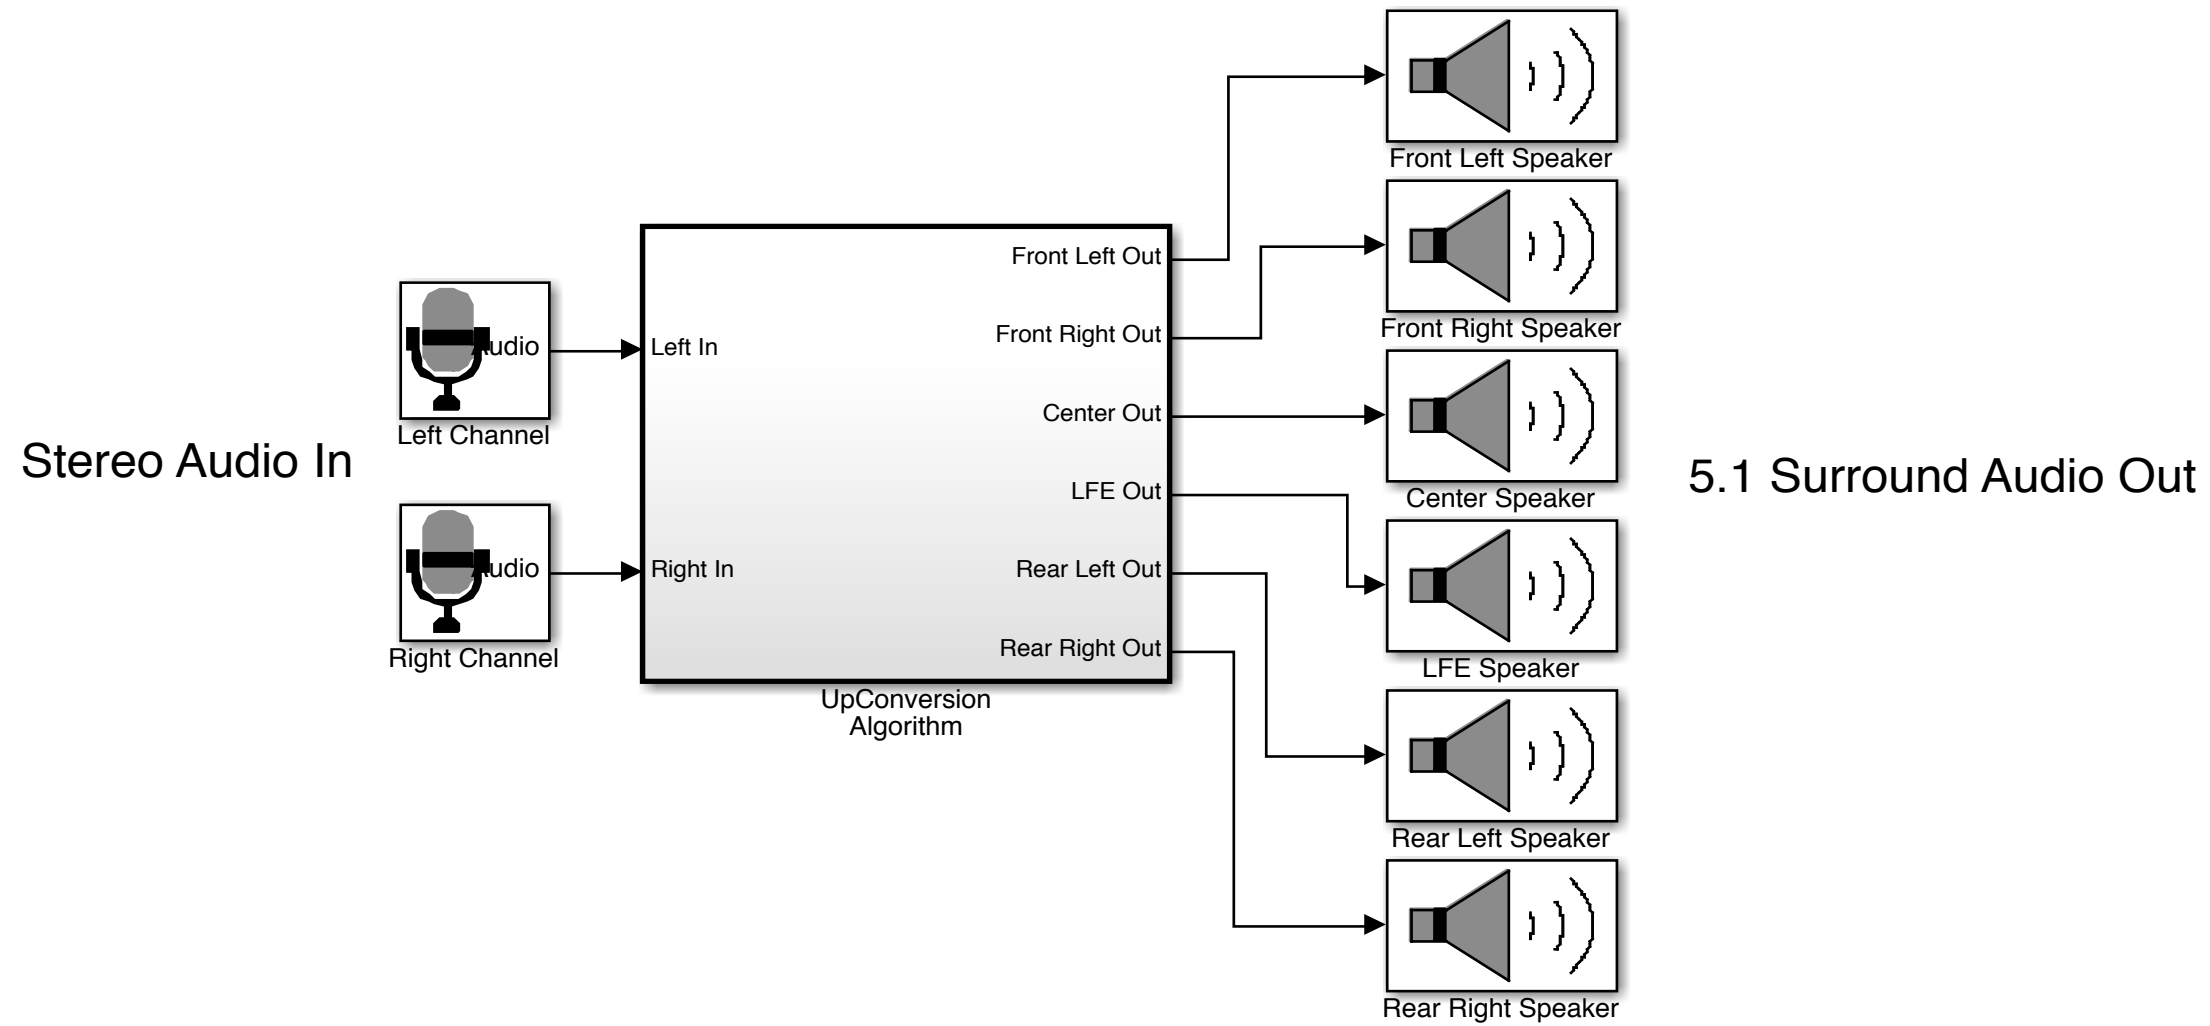 Stereo Audio In
Audio
Left Channel
Audio
Right Channel
Left In
Right In
Front Left Out
Front Right Out
Center Out
LFE Out
Rear Left Out
Rear Right Out
UpConversion
Algorithm
Front Left Speaker
Front Right Speaker
Center Speaker
LFE Speaker
Rear Left Speaker
Rear Right Speaker
5.1 Surround Audio Out